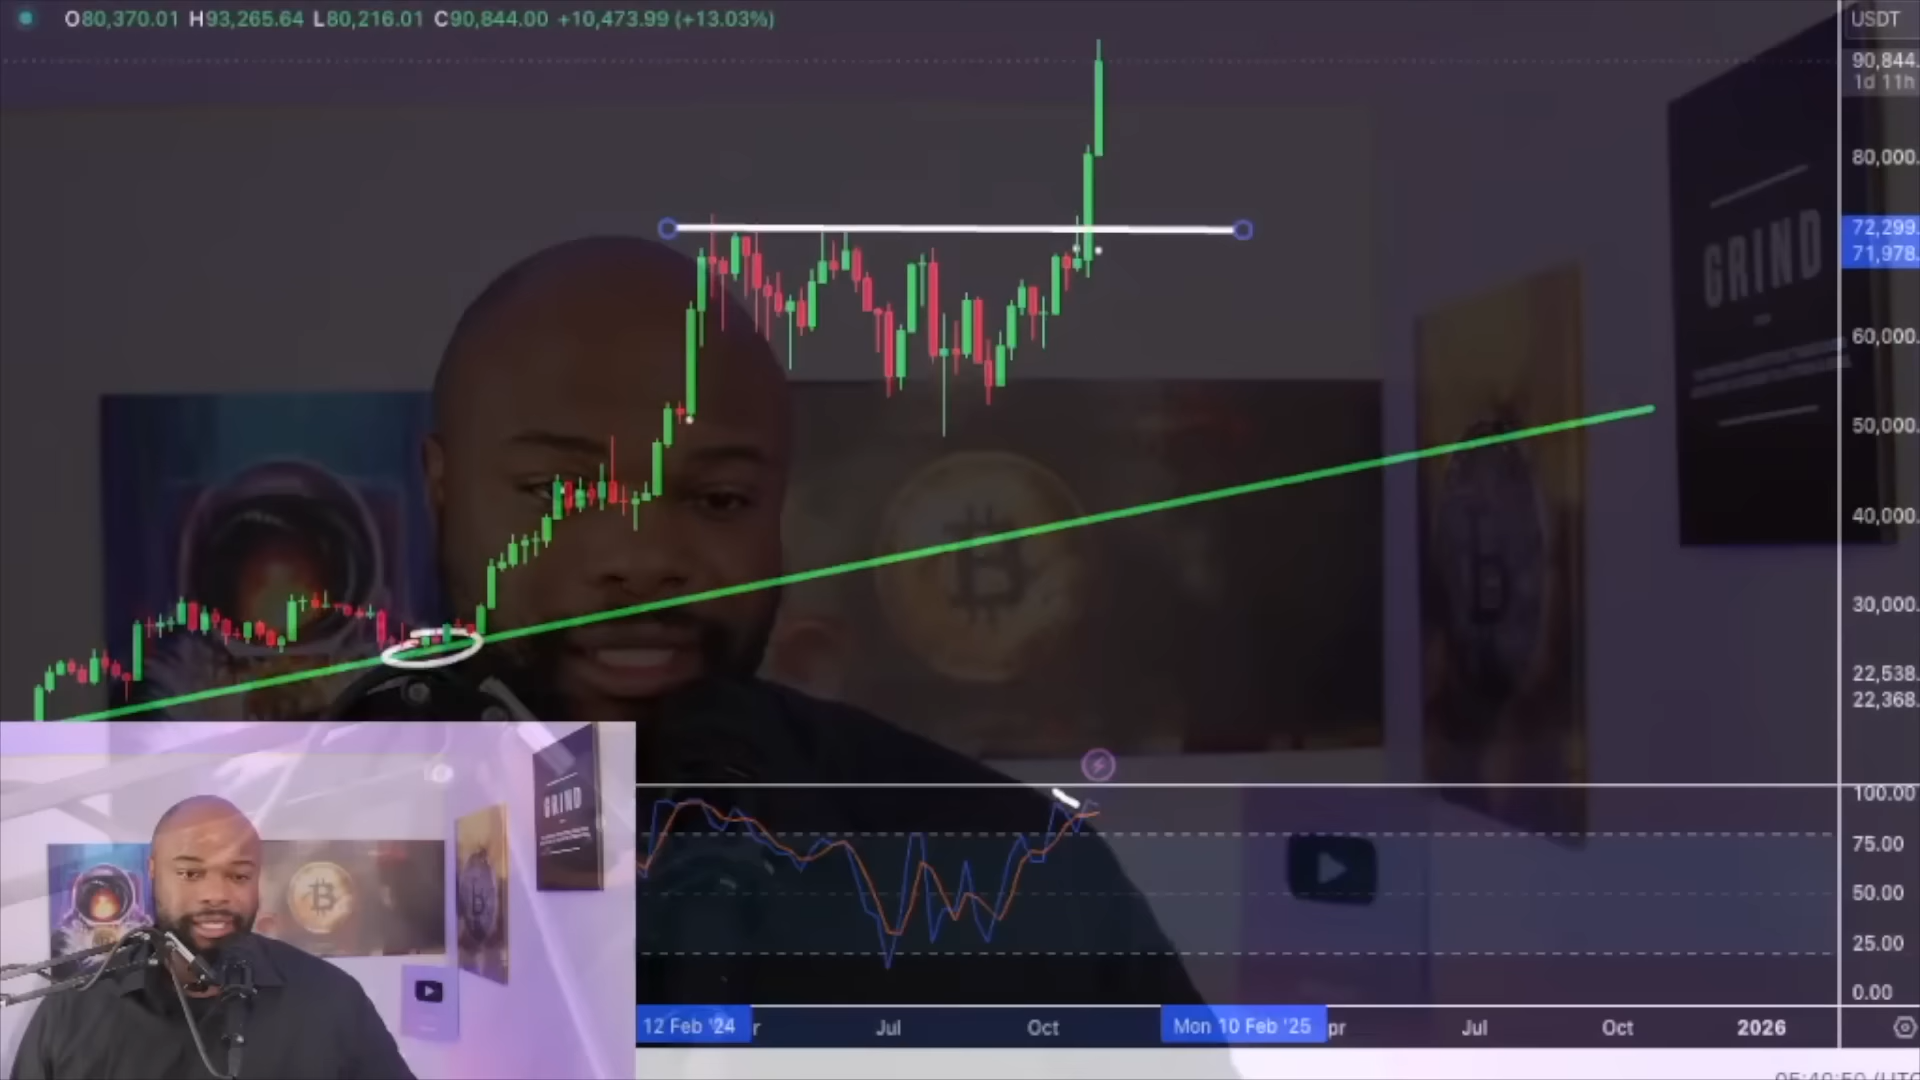 O80,370.01 H93,265.64 L80,216.01 C90,844.00 +10,473.99 (+13.03%)
USDT
90,844.
1d 11h
80,000.
72,299.
71,978.
60,000.
50,000.
40,000.
30,000.
22,538.
22,368.
GRIND
100.00
75.00
50.00
25.00
0.00
GRIND
12 Feb '24 Jul Oct Mon 10 Feb '25 Jul Oct 2026